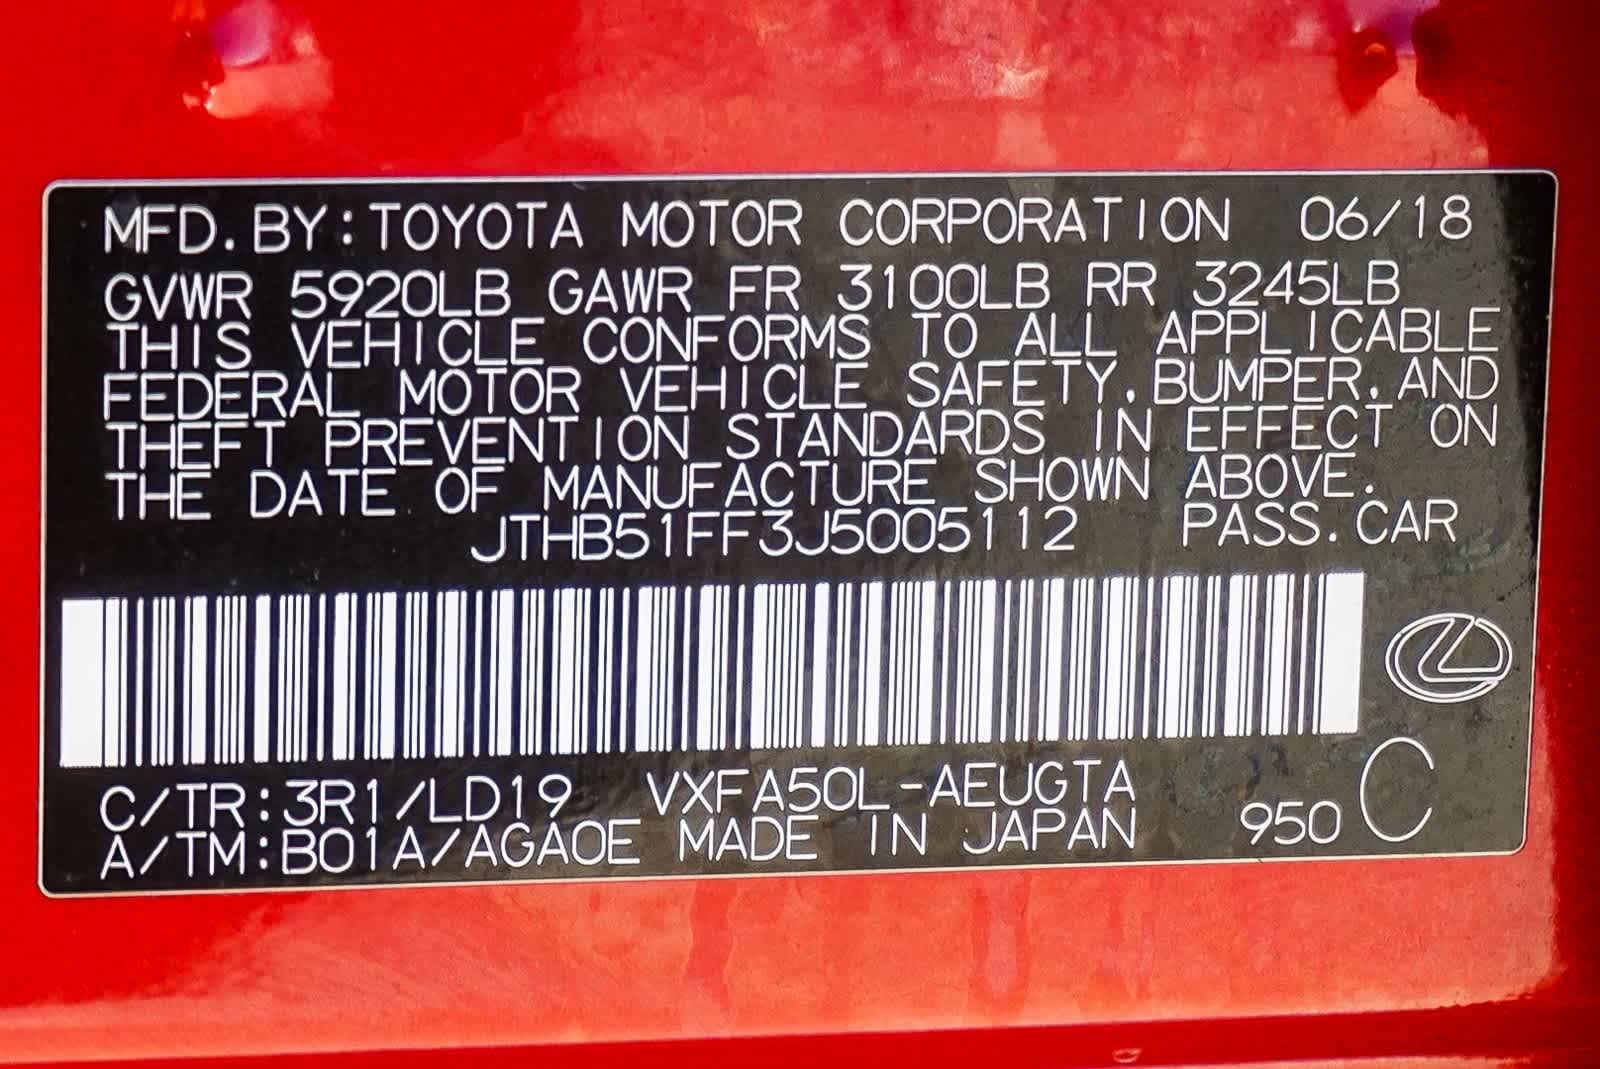 MFD. BY: TOYOTA MOTOR CORPORATION 06/18
GVWR 5920LB GAWR FR 3100LB RR 3245LB
THIS VEHICLE CONFORMS TO ALL APPLICABLE
FEDERAL MOTOR VEHICLE SAFETY, BUMPER, AND
THEFT PREVENTION STANDARDS IN EFFECT ON
THE DATE OF MANUFACTURE SHOWN ABOVE.
JTHB51FF3J5005112 PASS. CAR
C/TR: 3R1/LD19 VXFA50L-AEUGTA
A/TM: B01A/AGA0E MADE IN JAPAN 950 C